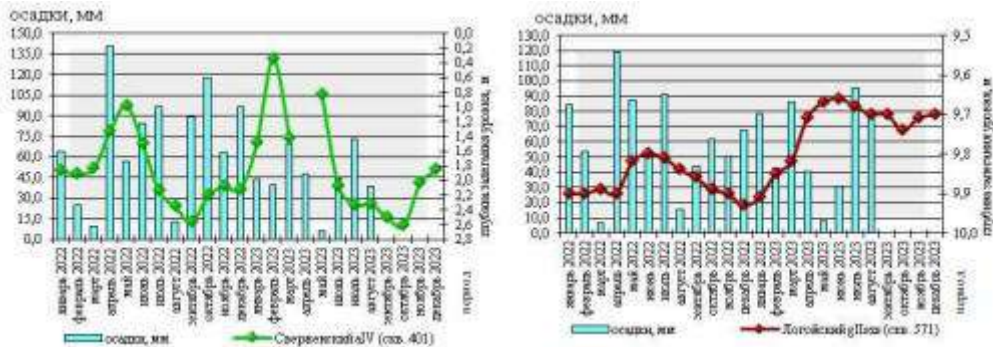 осадки, мм
150,0
135,0
120,0
105,0
90,0
75,0
60,0
45,0
30,0
15,0
0,0
0,0
0,2
0,4
0,6
0,8
1,0
1,2
1,4
1,6
1,8
2,0
2,2
2,4
2,6
2,8
глубина залегания уровня, м
январь 2022
февраль 2022
март 2022
апрель 2022
май 2022
июнь 2022
июль 2022
август 2022
сентябрь 2022
октябрь 2022
ноябрь 2022
декабрь 2022
январь 2023
февраль 2023
март 2023
апрель 2023
май 2023
июнь 2023
июль 2023
август 2023
сентябрь 2023
октябрь 2023
ноябрь 2023
декабрь 2023
период
осадки, мм
Свервенский aIV (скв. 401)
осадки, мм
130,0
120,0
110,0
100,0
90,0
80,0
70,0
60,0
50,0
40,0
30,0
20,0
10,0
0,0
9,5
9,6
9,7
9,8
9,9
10,0
глубина залегания уровня, м
январь 2022
февраль 2022
март 2022
апрель 2022
май 2022
июнь 2022
июль 2022
август 2022
сентябрь 2022
октябрь 2022
ноябрь 2022
декабрь 2022
январь 2023
февраль 2023
март 2023
апрель 2023
май 2023
июнь 2023
июль 2023
август 2023
сентябрь 2023
октябрь 2023
ноябрь 2023
декабрь 2023
период
осадки, мм
Логойский (скв. 571)